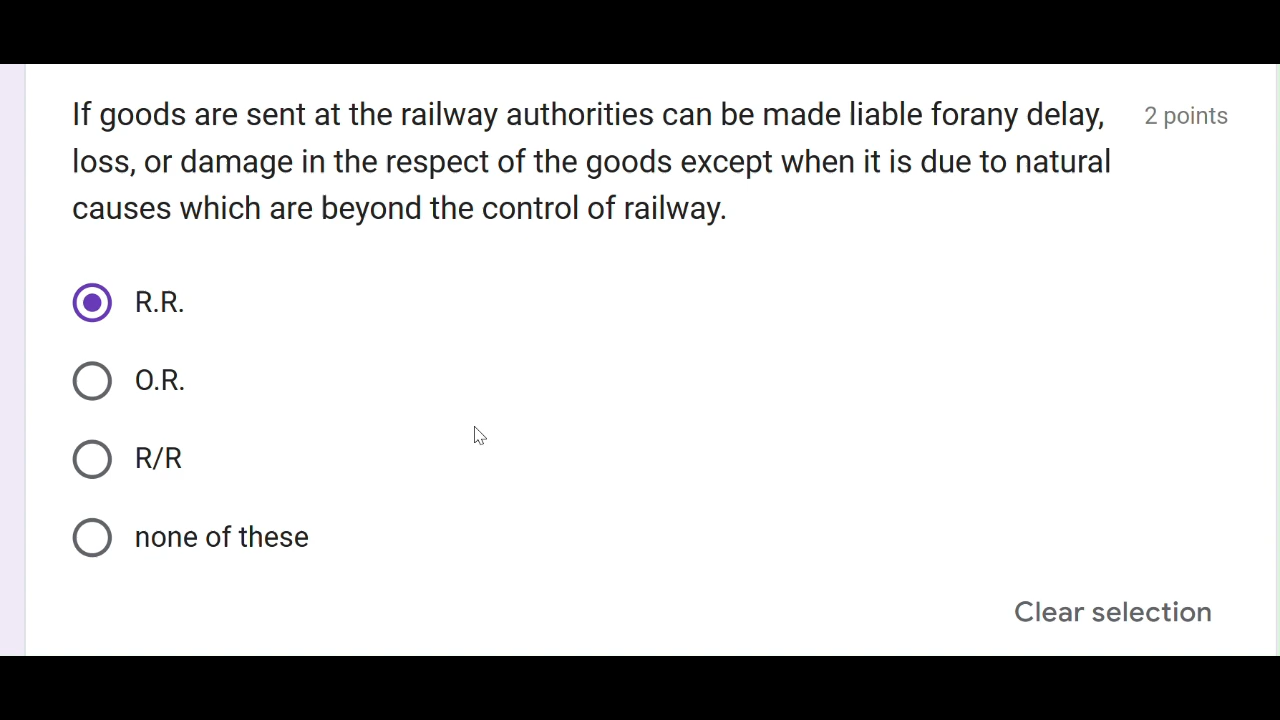 If goods are sent at the railway authorities can be made liable forany delay,
2 points
loss, or damage in the respect of the goods except when it is due to natural
causes which are beyond the control of railway.
R.R.
O.R.
R/R
none of these
Clear selection